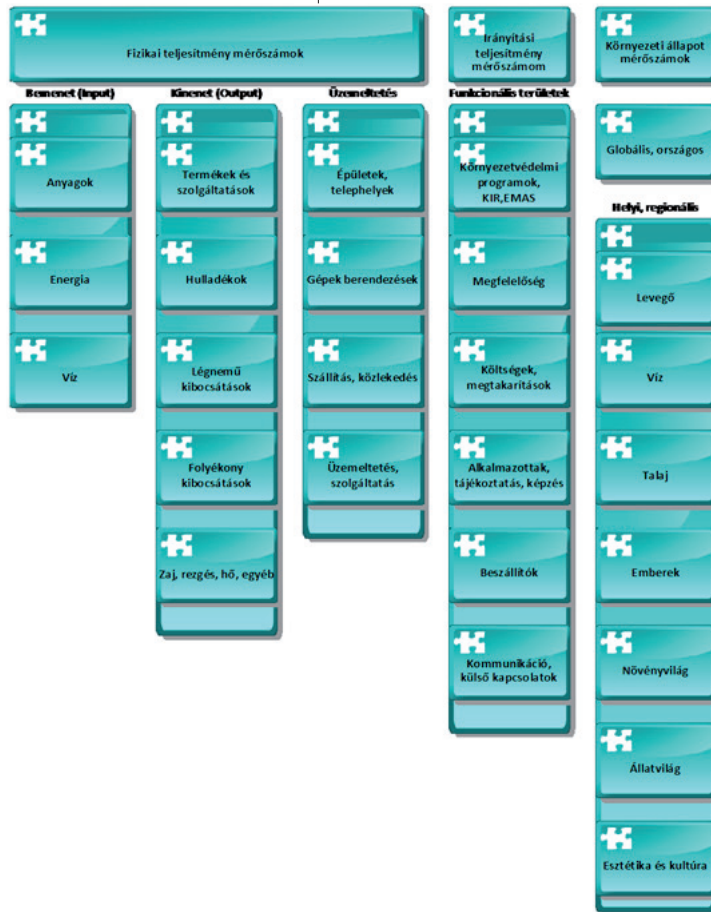 Fizikai teljesítmény mérőszámok
Irányítási
teljesítmény
mérőszámom
Környezeti állapot
mérőszámok
Bemenet (Input)
Anyagok
Energia
Víz
Kinenet (Output)
Termékek és
szolgáltatások
Hulladékok
Légnemű
kibocsátások
Folyékony
kibocsátások
Zaj, rezgés, hő, egyéb
Üzemeltetés
Épületek,
telephelyek
Gépek berendezések
Szállítás, közlekedés
Üzemeltetés,
szolgáltatás
Funkcionális területek
Környezetvédelmi
programok,
KIR,EMAS
Megfelelőség
Költségek,
megtakarítások
Alkalmazottak,
tájékoztatás, képzés
Beszállítók
Kommunikáció,
külső kapcsolatok
Globális, országos
Helyi, regionális
Levegő
Víz
Talaj
Emberek
Növényvilág
Állatvilág
Esztétika és kultúra